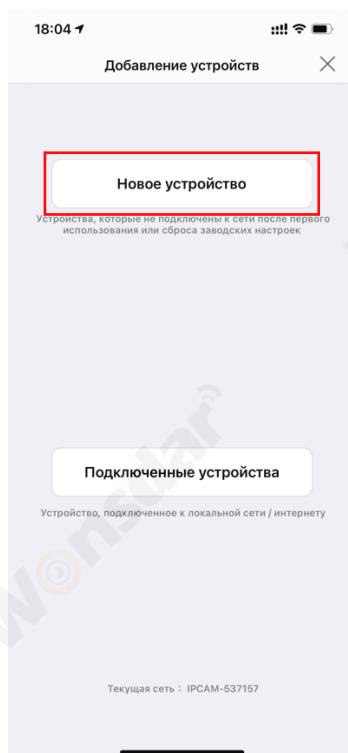 18:04
Добавление устройств
Новое устройство
Устройства, которые не подключены к сети после первого
использования или сброса заводских настроек
Подключенные устройства
Устройство, подключенное к локальной сети / интернету
Wonsdar
Текущая сеть : IPCAM-537157